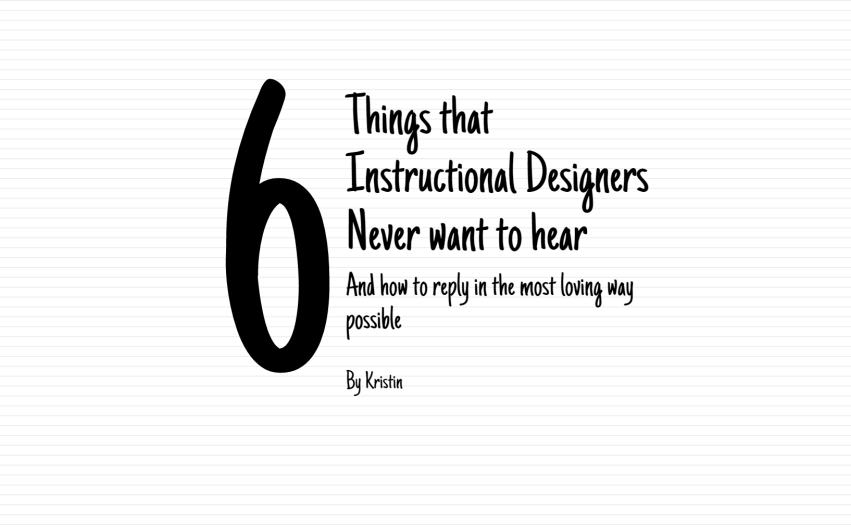 6
Things that
Instructional Designers
Never want to hear
And how to reply in the most loving way
possible
By Kristin